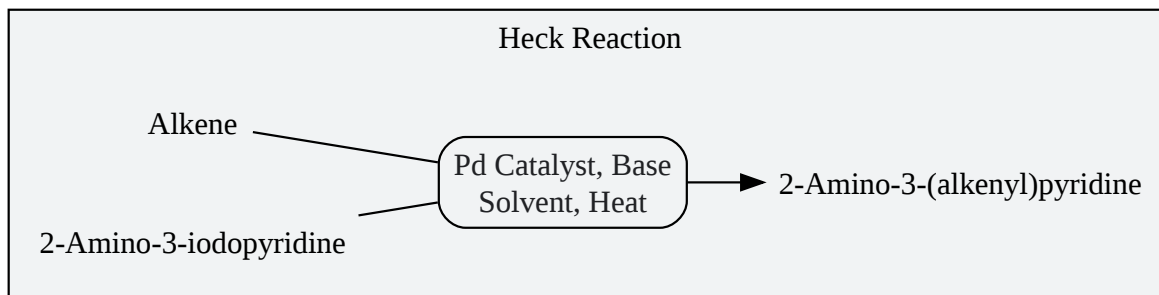 Heck Reaction
Alkene
Pd Catalyst, Base
Solvent, Heat
2-Amino-3-(alkenyl)pyridine
2-Amino-3-iodopyridine